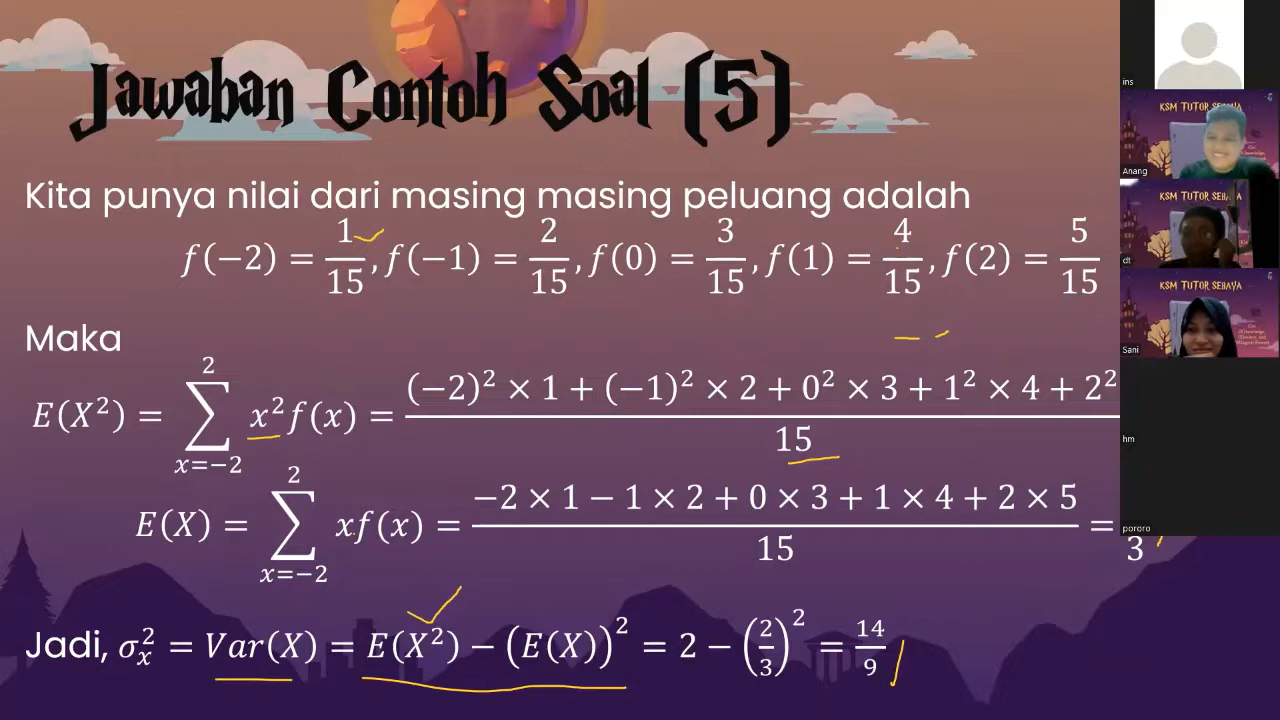 Jawaban Contoh Soal (5)
Kita punya nilai dari masing masing peluang adalah
f(−2) = 1/15, f(−1) = 2/15, f(0) = 3/15, f(1) = 4/15, f(2) = 5/15
Maka
E(X²) = ∑_{x=−2}^{2} x²f(x) = ((−2)² × 1 + (−1)² × 2 + 0² × 3 + 1² × 4 + 2²)/15
E(X) = ∑_{x=−2}^{2} xf(x) = (−2 × 1 − 1 × 2 + 0 × 3 + 1 × 4 + 2 × 5)/15 = /3
Jadi, σₓ² = Var(X) = E(X²) − (E(X))² = 2 − (2/3)² = 14/9
ins
KSM TUTOR SEBAYA
Anang
KSM TUTOR SEBAYA
dt
KSM TUTOR SEBAYA
Sani
hm
pororo